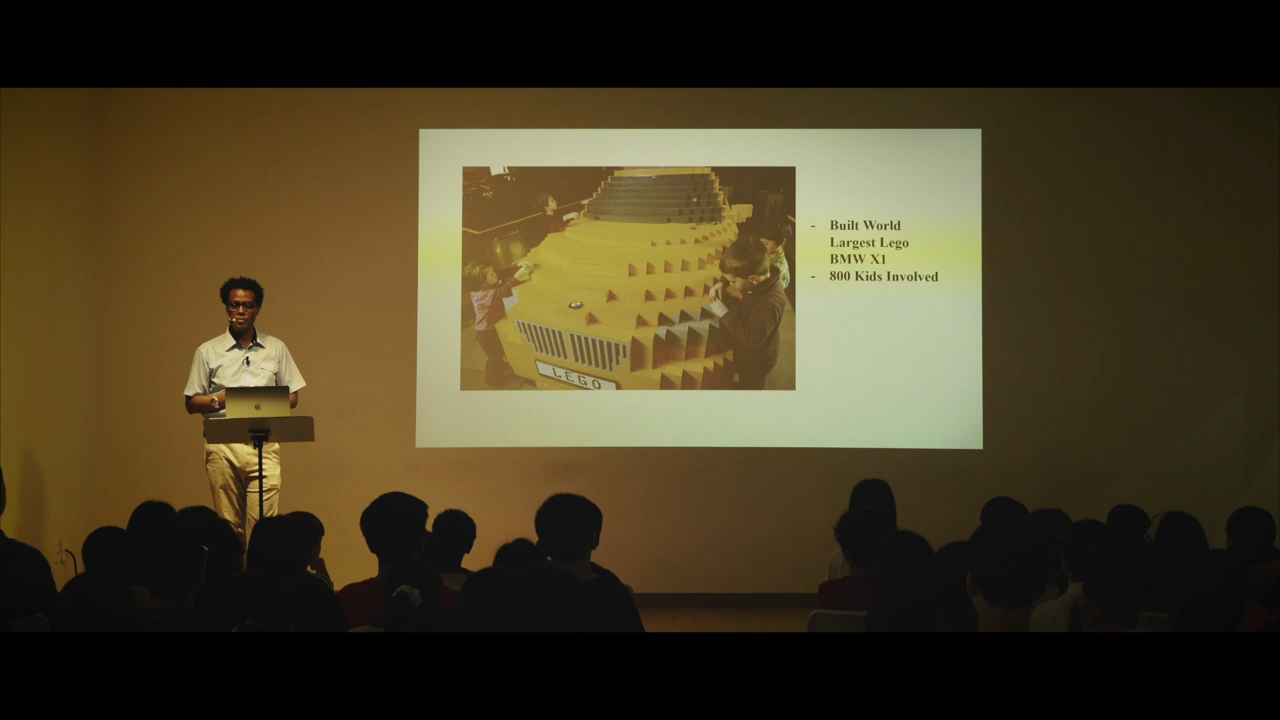 - Built World
Largest Lego
BMW X1
- 800 Kids Involved
LEGO